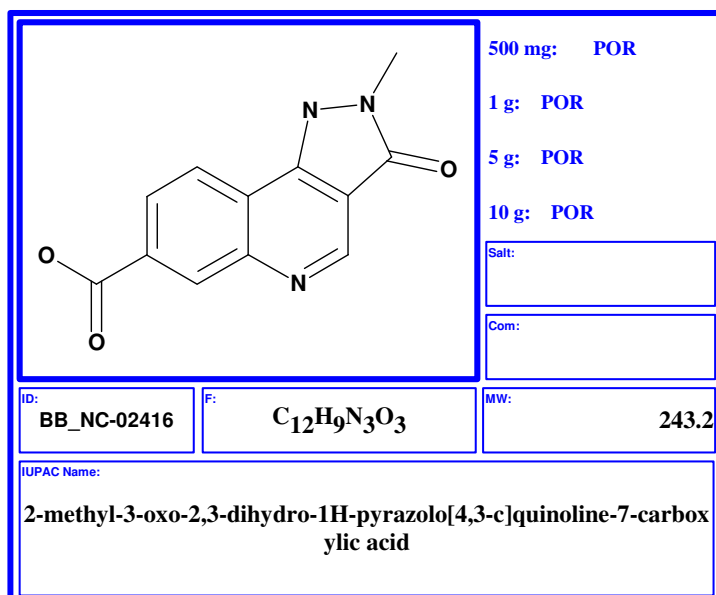 500 mg: POR
1 g: POR
5 g: POR
10 g: POR
N
N
O
O
O
N
Salt:
Com:
ID:
BB_NC-02416
F:
C12H9N3O3
MW:
243.2
IUPAC Name:
2-methyl-3-oxo-2,3-dihydro-1H-pyrazolo[4,3-c]quinoline-7-carbox
ylic acid